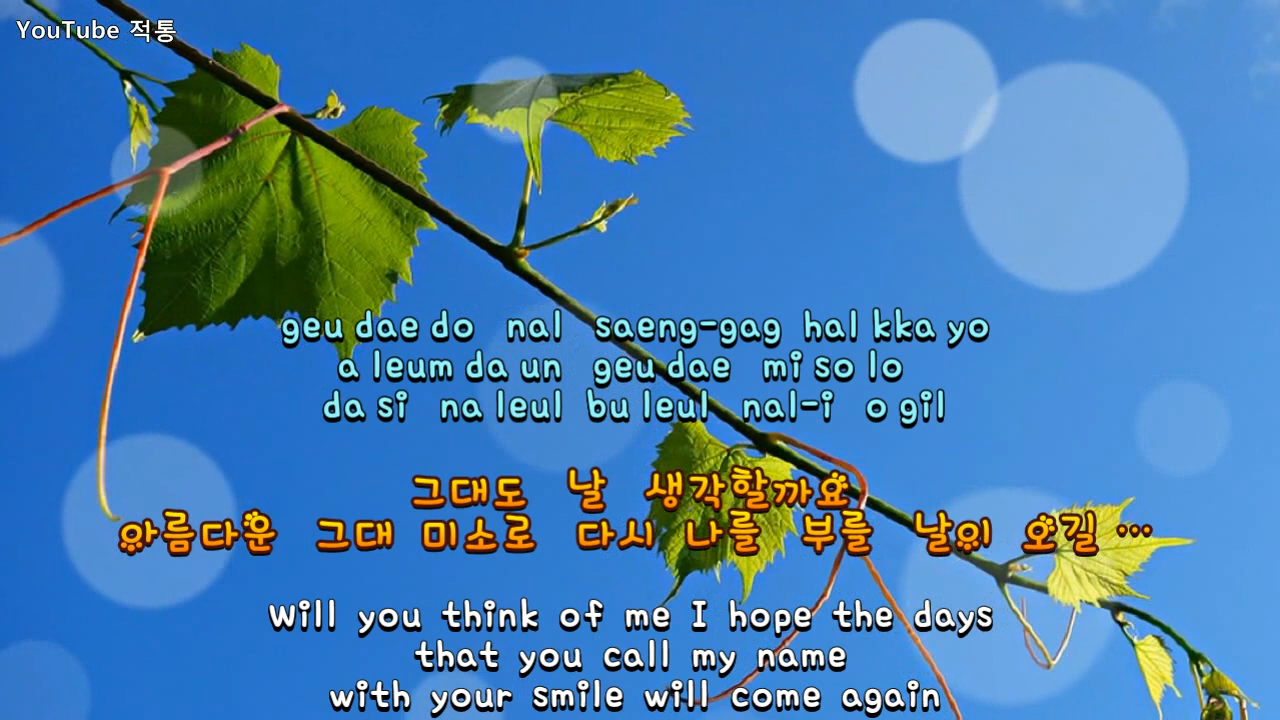 YouTube 적통
geu dae do nal saeng-gag hal kka yo
a leum da un geu dae mi so lo
da si na leul bu leul nal-i o gil
그대도 날 생각할까요
아름다운 그대 미소로 다시 나를 부를 날이 오길 …
Will you think of me I hope the days
that you call my name
with your smile will come again